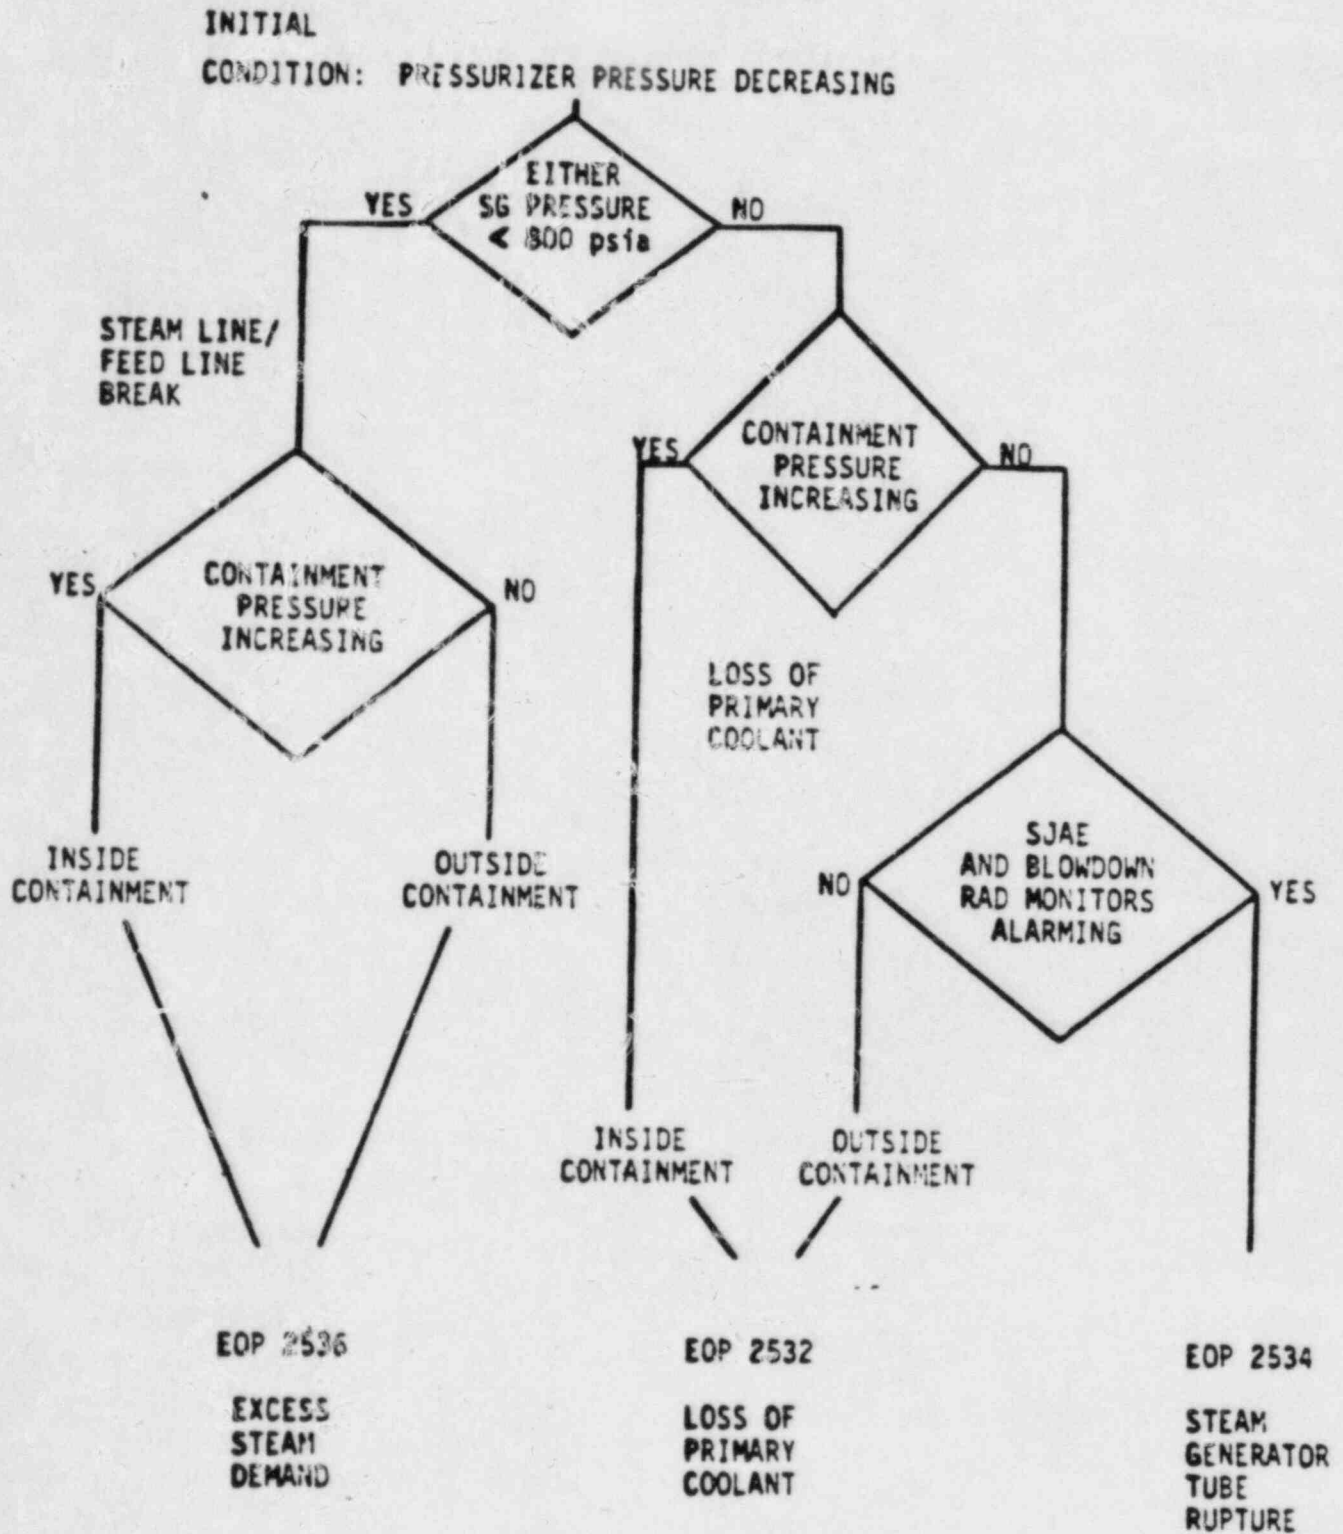 INITIAL
CONDITION: PRESSURIZER PRESSURE DECREASING
EITHER
SG PRESSURE
< 800 psia
YES
NO
STEAM LINE/
FEED LINE
BREAK
CONTAINMENT
PRESSURE
INCREASING
YES
NO
CONTAINMENT
PRESSURE
INCREASING
YES
NO
LOSS OF
PRIMARY
COOLANT
SJAE
AND BLOWDOWN
RAD MONITORS
ALARMING
NO
YES
INSIDE
CONTAINMENT
OUTSIDE
CONTAINMENT
INSIDE
CONTAINMENT
OUTSIDE
CONTAINMENT
EOP 2536
EXCESS
STEAM
DEMAND
EOP 2532
LOSS OF
PRIMARY
COOLANT
EOP 2534
STEAM
GENERATOR
TUBE
RUPTURE